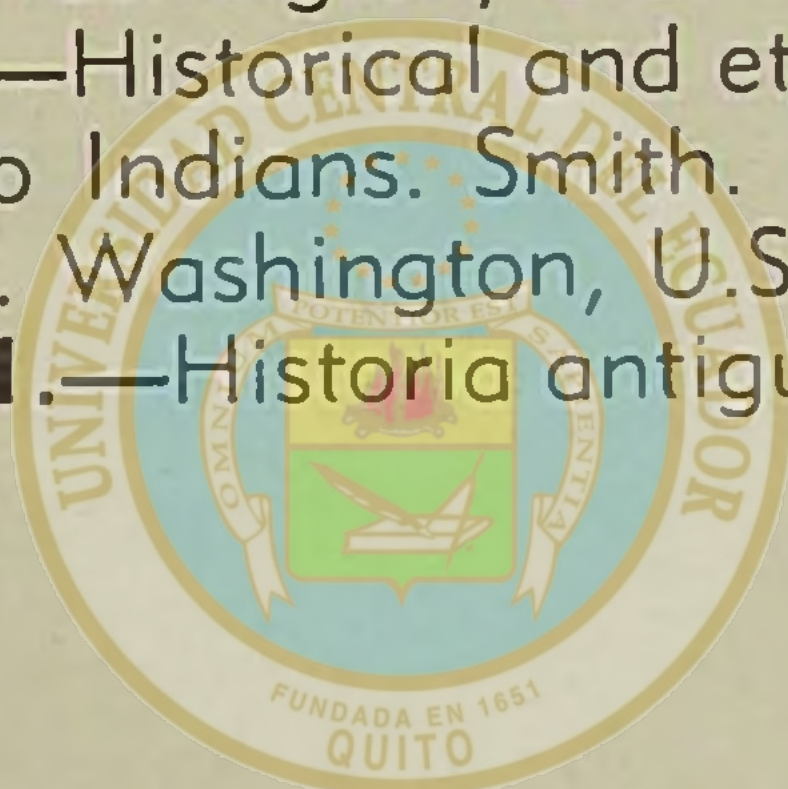 —Historical and et
o Indians. Smith.
. Washington, U.S
.—Historia antigu
UNIVERSIDAD CENTRAL DEL ECUADOR
OMNIUM POTENTIOR EST SAPIENTIA
FUNDADA EN 1651
QUITO